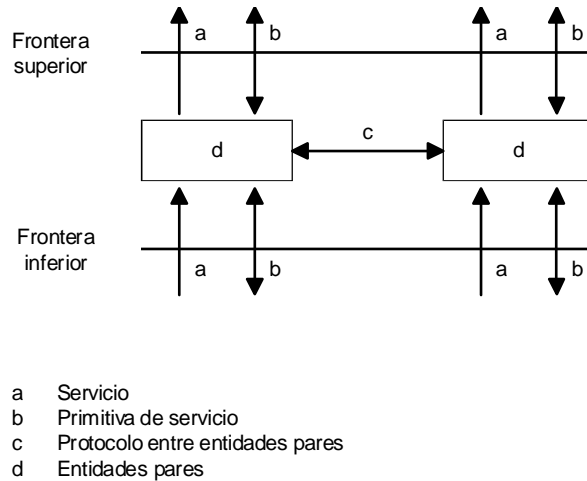 Frontera
superior
a b a b
d c d
Frontera
inferior
a b a b
a Servicio
b Primitiva de servicio
c Protocolo entre entidades pares
d Entidades pares